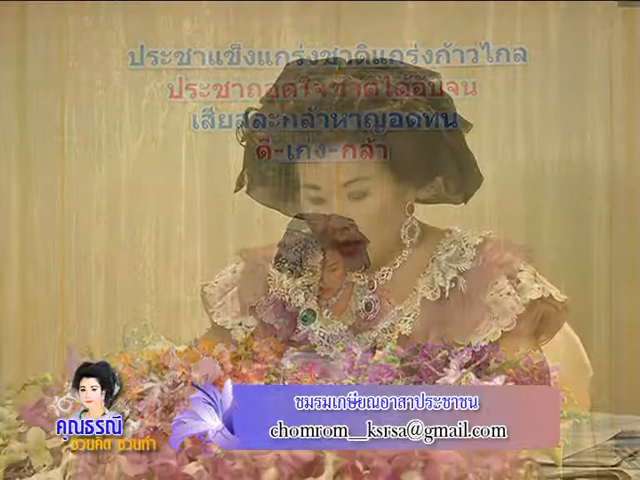 ประชาแข็งแกร่งชาติแกร่งก้าวไกล
ประชาถอดใจชาติได้อับจน
เสียสละกล้าหาญอดทน
ดี-เก่ง-กล้า
ชมรมเกษียณอาสาประชาชน
chomrom__ksrsa@gmail.com
คุณธรณี
ชวนคิด ชวนทำ